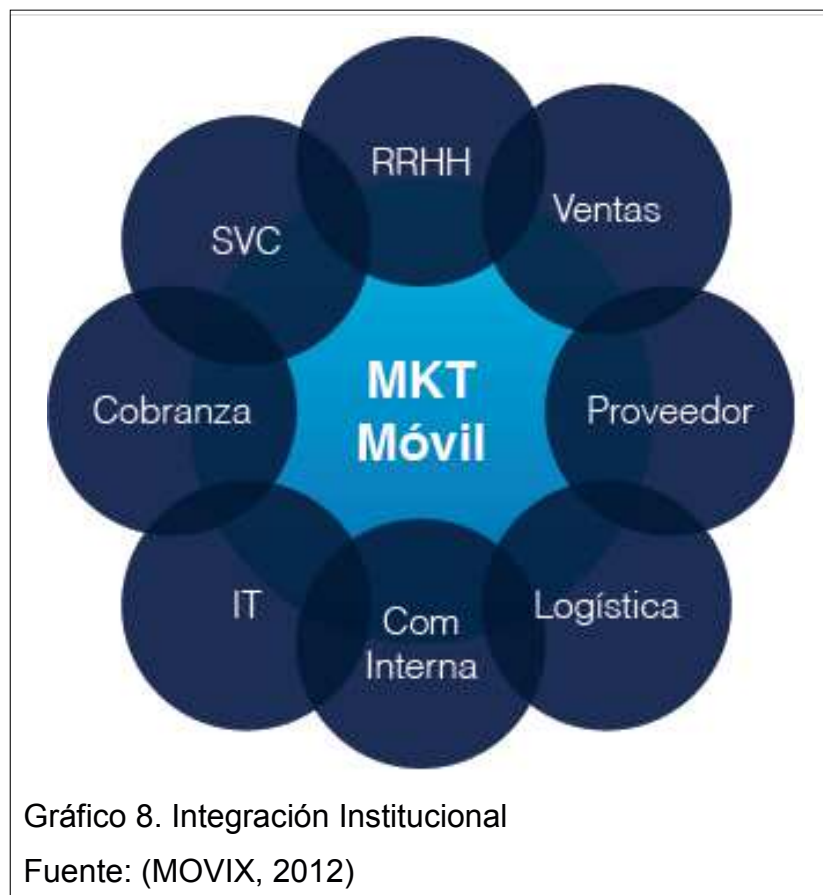 RRHH
Ventas
SVC
MKT
Móvil
Cobranza
Proveedor
IT
Logística
Com
Interna
Gráfico 8. Integración Institucional
Fuente: (MOVIX, 2012)